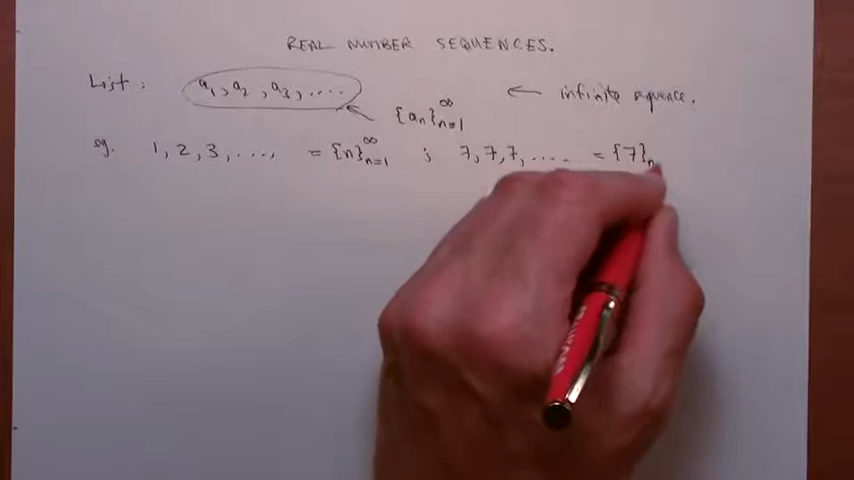 REAL NUMBER SEQUENCES.
List : a₁, a₂, a₃, .... {aₙ}ₙ₌₁^∞ ← infinite sequence.
eg. 1, 2, 3, ...., = {n}ₙ₌₁^∞ ; 7, 7, 7, .... = {7}ₙ